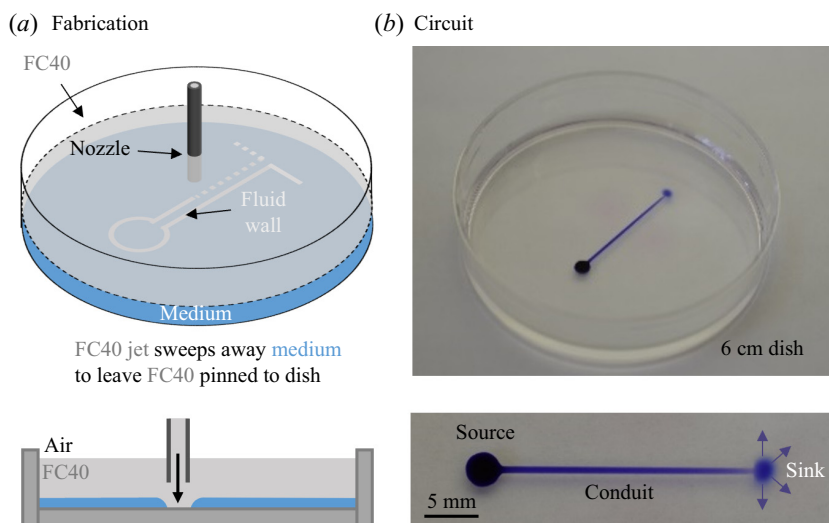 (a) Fabrication
FC40
Nozzle
Fluid
wall
Medium
FC40 jet sweeps away medium
to leave FC40 pinned to dish
Air
FC40
(b) Circuit
6 cm dish
Source
Sink
Conduit
5 mm